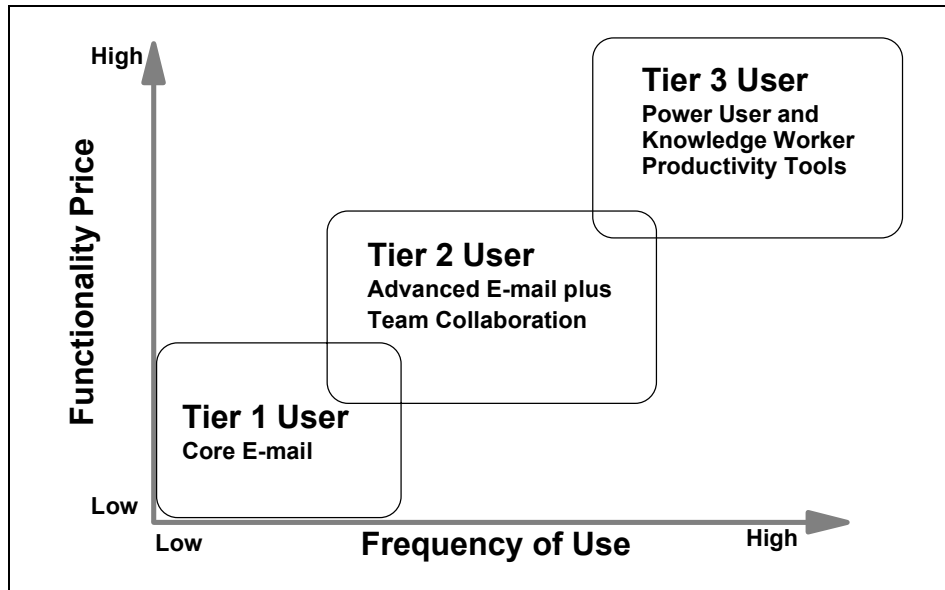 High
Tier 3 User
Power User and
Knowledge Worker
Productivity Tools
Functionality Price
Tier 2 User
Advanced E-mail plus
Team Collaboration
Tier 1 User
Core E-mail
Low
Low
Frequency of Use
High